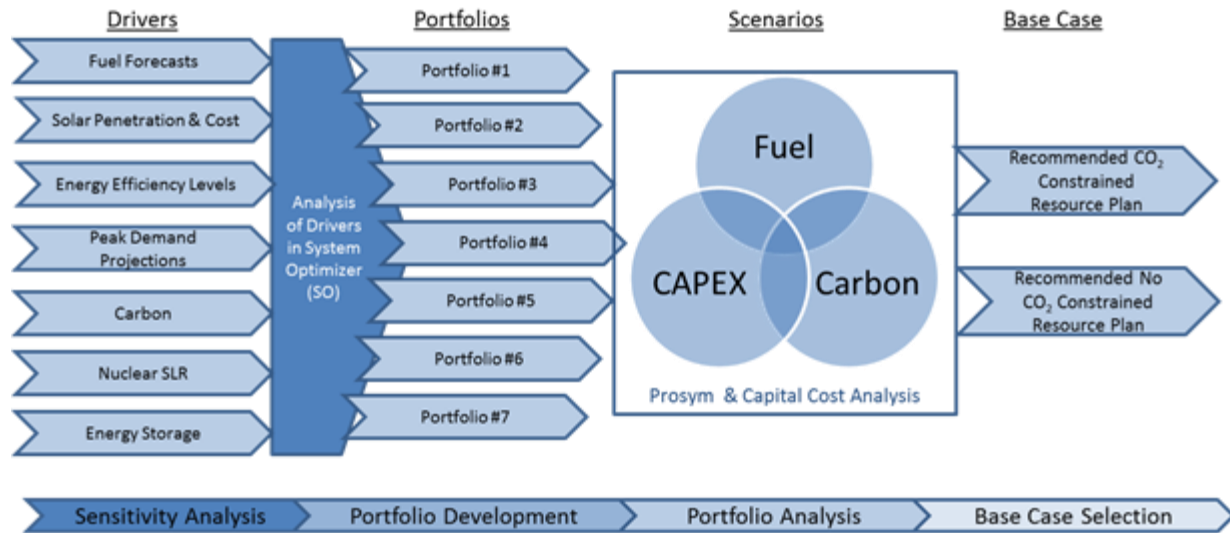 Drivers
Portfolios
Scenarios
Base Case
Fuel Forecasts
Solar Penetration & Cost
Energy Efficiency Levels
Peak Demand
Projections
Carbon
Nuclear SLR
Energy Storage
Analysis
of Drivers
in System
Optimizer
(SO)
Portfolio #1
Portfolio #2
Portfolio #3
Portfolio #4
Portfolio #5
Portfolio #6
Portfolio #7
Fuel
CAPEX
Carbon
Prosym & Capital Cost Analysis
Recommended CO₂
Constrained
Resource Plan
Recommended No
CO₂ Constrained
Resource Plan
Sensitivity Analysis
Portfolio Development
Portfolio Analysis
Base Case Selection